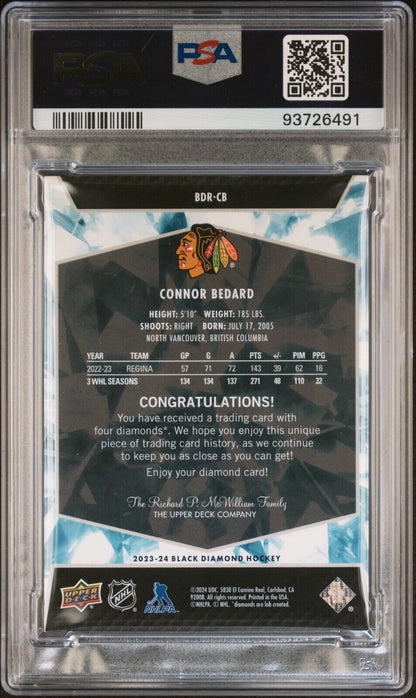 PSA
PSA
93726491
BDR-CB
CONNOR BEDARD
HEIGHT: 5'10" WEIGHT: 185 LBS.
SHOOTS: RIGHT BORN: JULY 17, 2005
NORTH VANCOUVER, BRITISH COLUMBIA
YEAR TEAM GP G A PTS +/- PIM PPG
2022-23 REGINA 57 71 72 143 39 62 16
3 WHL SEASONS 134 134 137 271 48 110 32
CONGRATULATIONS!
You have received a trading card with
four diamonds*. We hope you enjoy this unique
piece of trading card history, as we continue
to keep you as close as you can get!
Enjoy your diamond card!
The Richard P. McWilliam Family
THE UPPER DECK COMPANY
2023-24 BLACK DIAMOND HOCKEY
UPPER DECK
NHL
NHLPA
©2024 UDC. 5830 El Camino Real, Carlsbad, CA
92008. All rights reserved. Printed in the USA.
©NHLPA. © NHL. *diamonds are lab created.